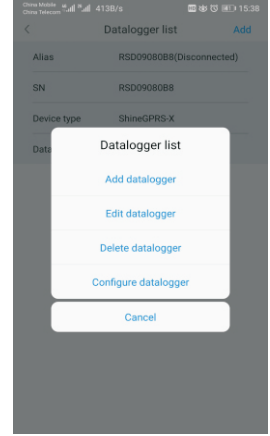 China Mobile
China Telecom 413B/s 15:38
Datalogger list Add
Alias RSD09080B8(Disconnected)
SN RSD09080B8
Device type ShineGPRS-X
Data
Datalogger list
Add datalogger
Edit datalogger
Delete datalogger
Configure datalogger
Cancel